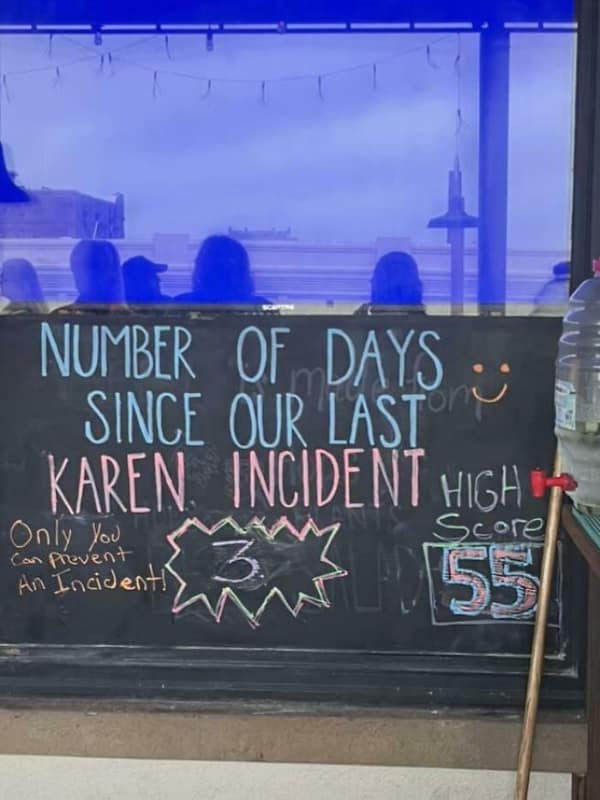 NUMBER OF DAYS
SINCE OUR LAST
KAREN INCIDENT
Only You
Can Prevent
An Incident!
3
HIGH
Score
55